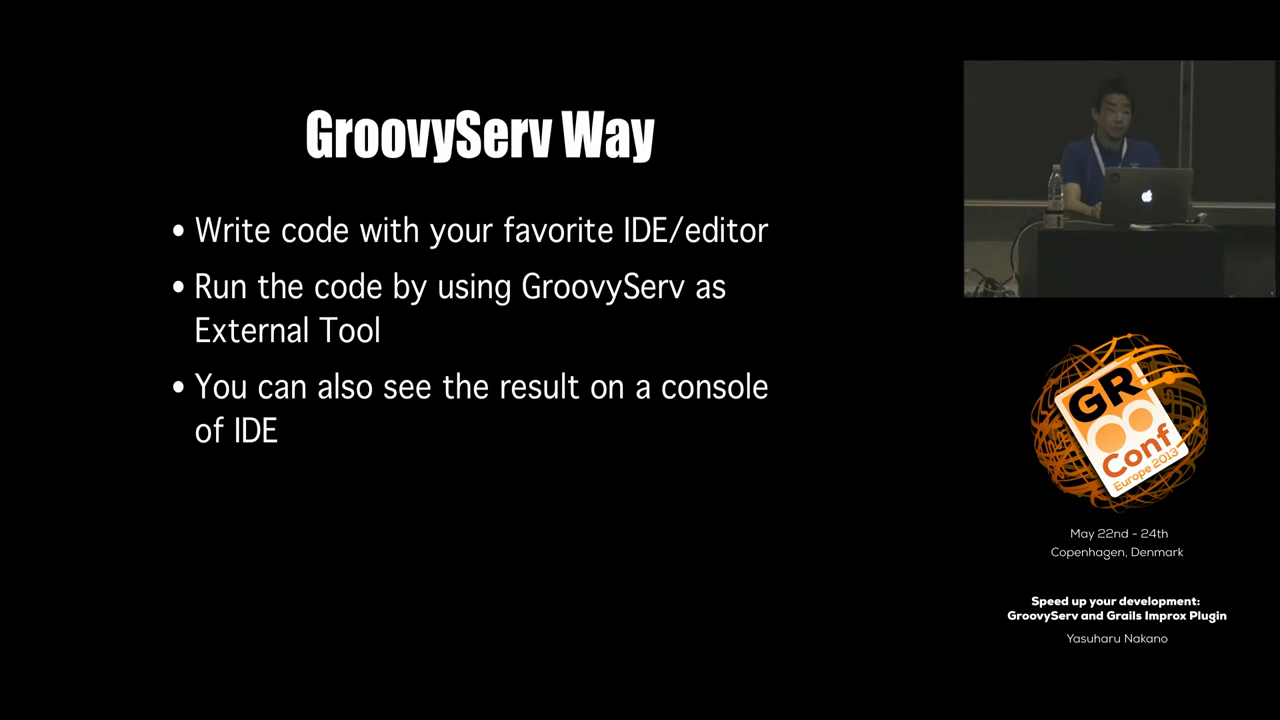 GroovyServ Way
• Write code with your favorite IDE/editor
• Run the code by using GroovyServ as
External Tool
• You can also see the result on a console
of IDE
GR
8
Conf
Europe 2013
May 22nd - 24th
Copenhagen, Denmark
Speed up your development:
GroovyServ and Grails Improx Plugin
Yasuharu Nakano